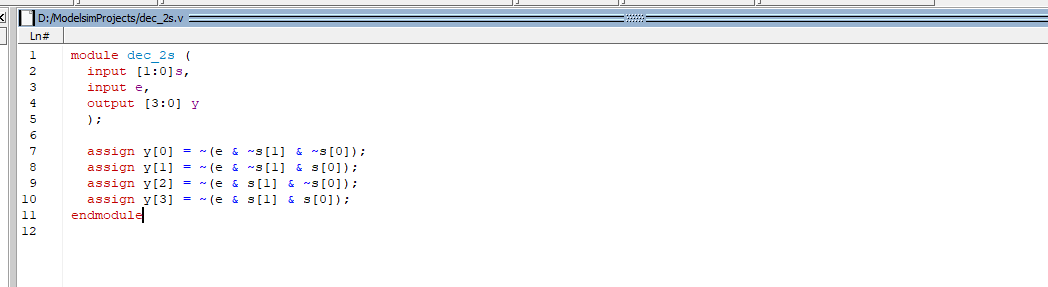 D:/ModelsimProjects/dec_2s.v
Ln#
1 module dec_2s (
2 input [1:0]s,
3 input e,
4 output [3:0] y
5 );
6
7 assign y[0] = ~(e & ~s[1] & ~s[0]);
8 assign y[1] = ~(e & ~s[1] & s[0]);
9 assign y[2] = ~(e & s[1] & ~s[0]);
10 assign y[3] = ~(e & s[1] & s[0]);
11 endmodule
12